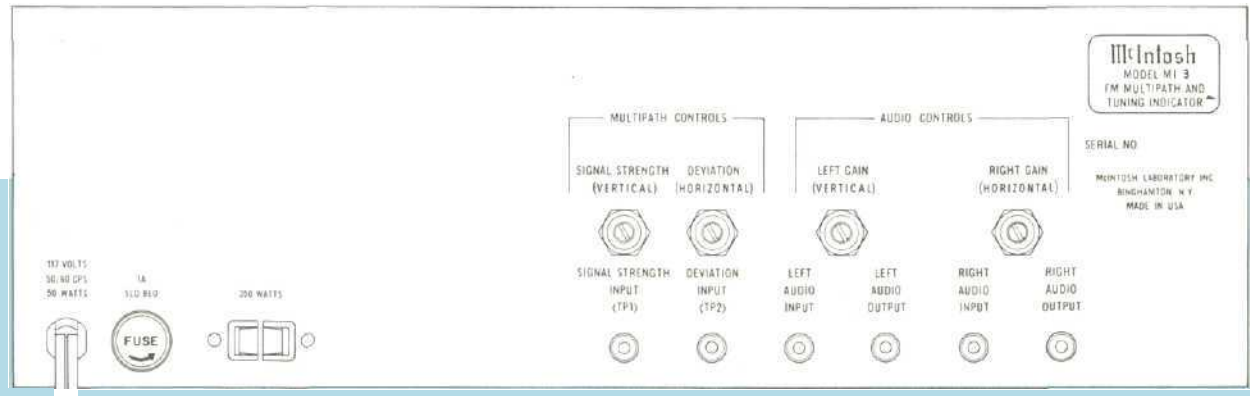 McIntosh
MODEL MI 3
FM MULTIPATH AND
TUNING INDICATOR
SERIAL NO
McINTOSH LABORATORY INC
BINGHAMTON N Y
MADE IN USA
MULTIPATH CONTROLS
AUDIO CONTROLS
SIGNAL STRENGTH
(VERTICAL)
DEVIATION
(HORIZONTAL)
LEFT GAIN
(VERTICAL)
RIGHT GAIN
(HORIZONTAL)
117 VOLTS
50/60 CPS
50 WATTS
1A
SLO BLO
FUSE
350 WATTS
SIGNAL STRENGTH
INPUT
(TP1)
DEVIATION
INPUT
(TP2)
LEFT
AUDIO
INPUT
LEFT
AUDIO
OUTPUT
RIGHT
AUDIO
INPUT
RIGHT
AUDIO
OUTPUT